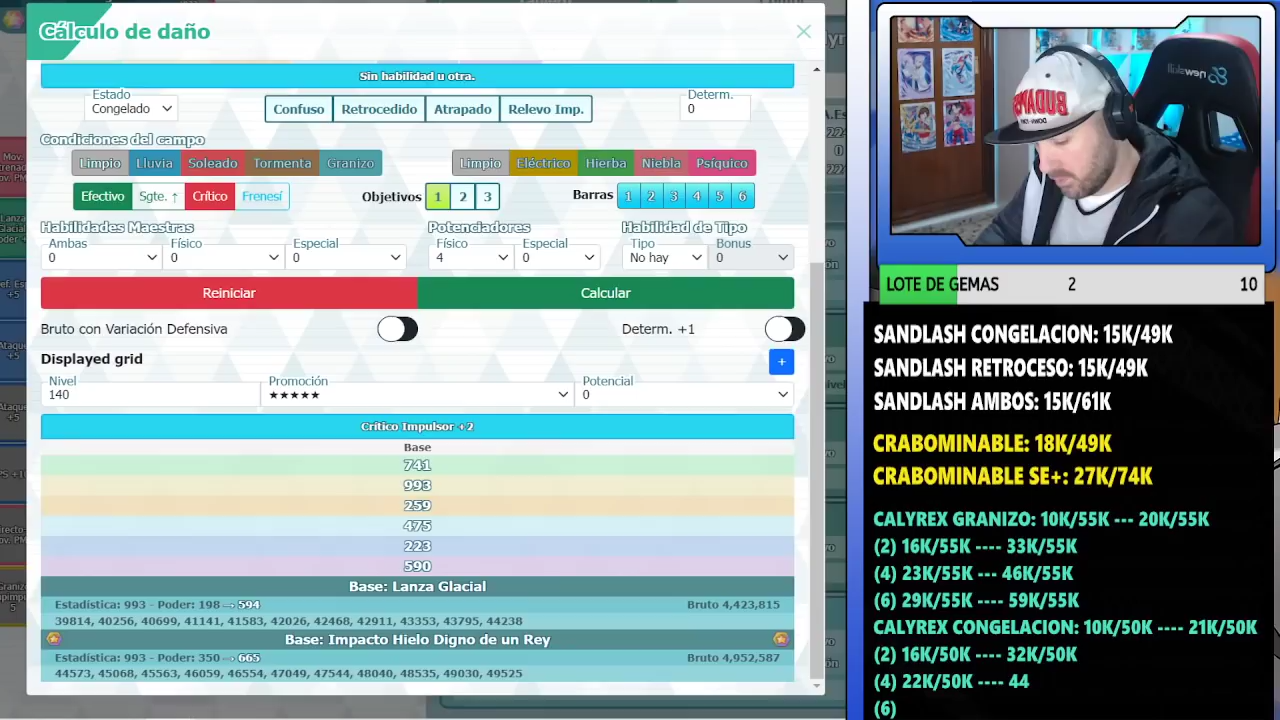 Cálculo de daño
Sin habilidad u otra.
Estado
Congelado
Confuso Retrocedido Atrapado Relevo Imp.
Determ.
0
Condiciones del campo
Limpio Lluvia Soleado Tormenta Granizo
Limpio Eléctrico Hierba Niebla Psíquico
Efectivo Sgte. ↑ Crítico Frenesí
Objetivos 1 2 3
Barras 1 2 3 4 5 6
Habilidades Maestras
Potenciadores
Habilidad de Tipo
Ambas Físico Especial Físico Especial Tipo Bonus
0 0 0 4 0 No hay 0
Reiniciar Calcular
Bruto con Variación Defensiva
Determ. +1
Displayed grid
+
Nivel Promoción Potencial
140 ★★★★★ 0
Crítico Impulsor +2
Base
741
993
259
475
223
590
Base: Lanza Glacial
Estadística: 993 - Poder: 198 → 594
Bruto 4,423,815
39814, 40256, 40699, 41141, 41583, 42026, 42468, 42911, 43353, 43795, 44238
Base: Impacto Hielo Digno de un Rey
Estadística: 993 - Poder: 350 → 665
Bruto 4,952,587
44573, 45068, 45563, 46059, 46554, 47049, 47544, 48040, 48535, 49030, 49525
newskill
LOTE DE GEMAS 2 10
SANDLASH CONGELACION: 15K/49K
SANDLASH RETROCESO: 15K/49K
SANDLASH AMBOS: 15K/61K
CRABOMINABLE: 18K/49K
CRABOMINABLE SE+: 27K/74K
CALYREX GRANIZO: 10K/55K --- 20K/55K
(2) 16K/55K ---- 33K/55K
(4) 23K/55K --- 46K/55K
(6) 29K/55K ---- 59K/55K
CALYREX CONGELACION: 10K/50K ---- 21K/50K
(2) 16K/50K ---- 32K/50K
(4) 22K/50K ---- 44
(6)